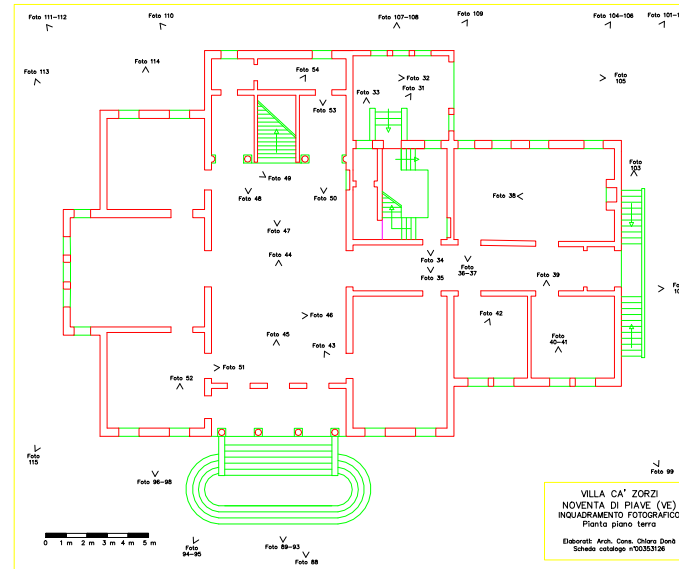 Foto 111-112
Foto 110
Foto 107-108
Foto 109
Foto 104-106
Foto 113
Foto 114
Foto 54
Foto 53
Foto 33
Foto 32
Foto 31
Foto
105
Foto
103
Foto 49
Foto 48
Foto 50
Foto 38
Foto 47
Foto 44
Foto 34
Foto 35
Foto
36-37
Foto 39
Foto 46
Foto 42
Foto 45
Foto 43
Foto
40-41
Foto 51
Foto 52
Foto
115
Foto 96-98
Foto
94-95
Foto 89-93
Foto 88
Foto 99
0 1 m 2 m 3 m 4 m 5 m
VILLA CA' ZORZI
NOVENTA DI PIAVE (VE)
INQUADRAMENTO FOTOGRAFICO
Pianta piano terra
Elaborati: Arch. Cons. Chiara Donà
Scheda catalogo n°00353126